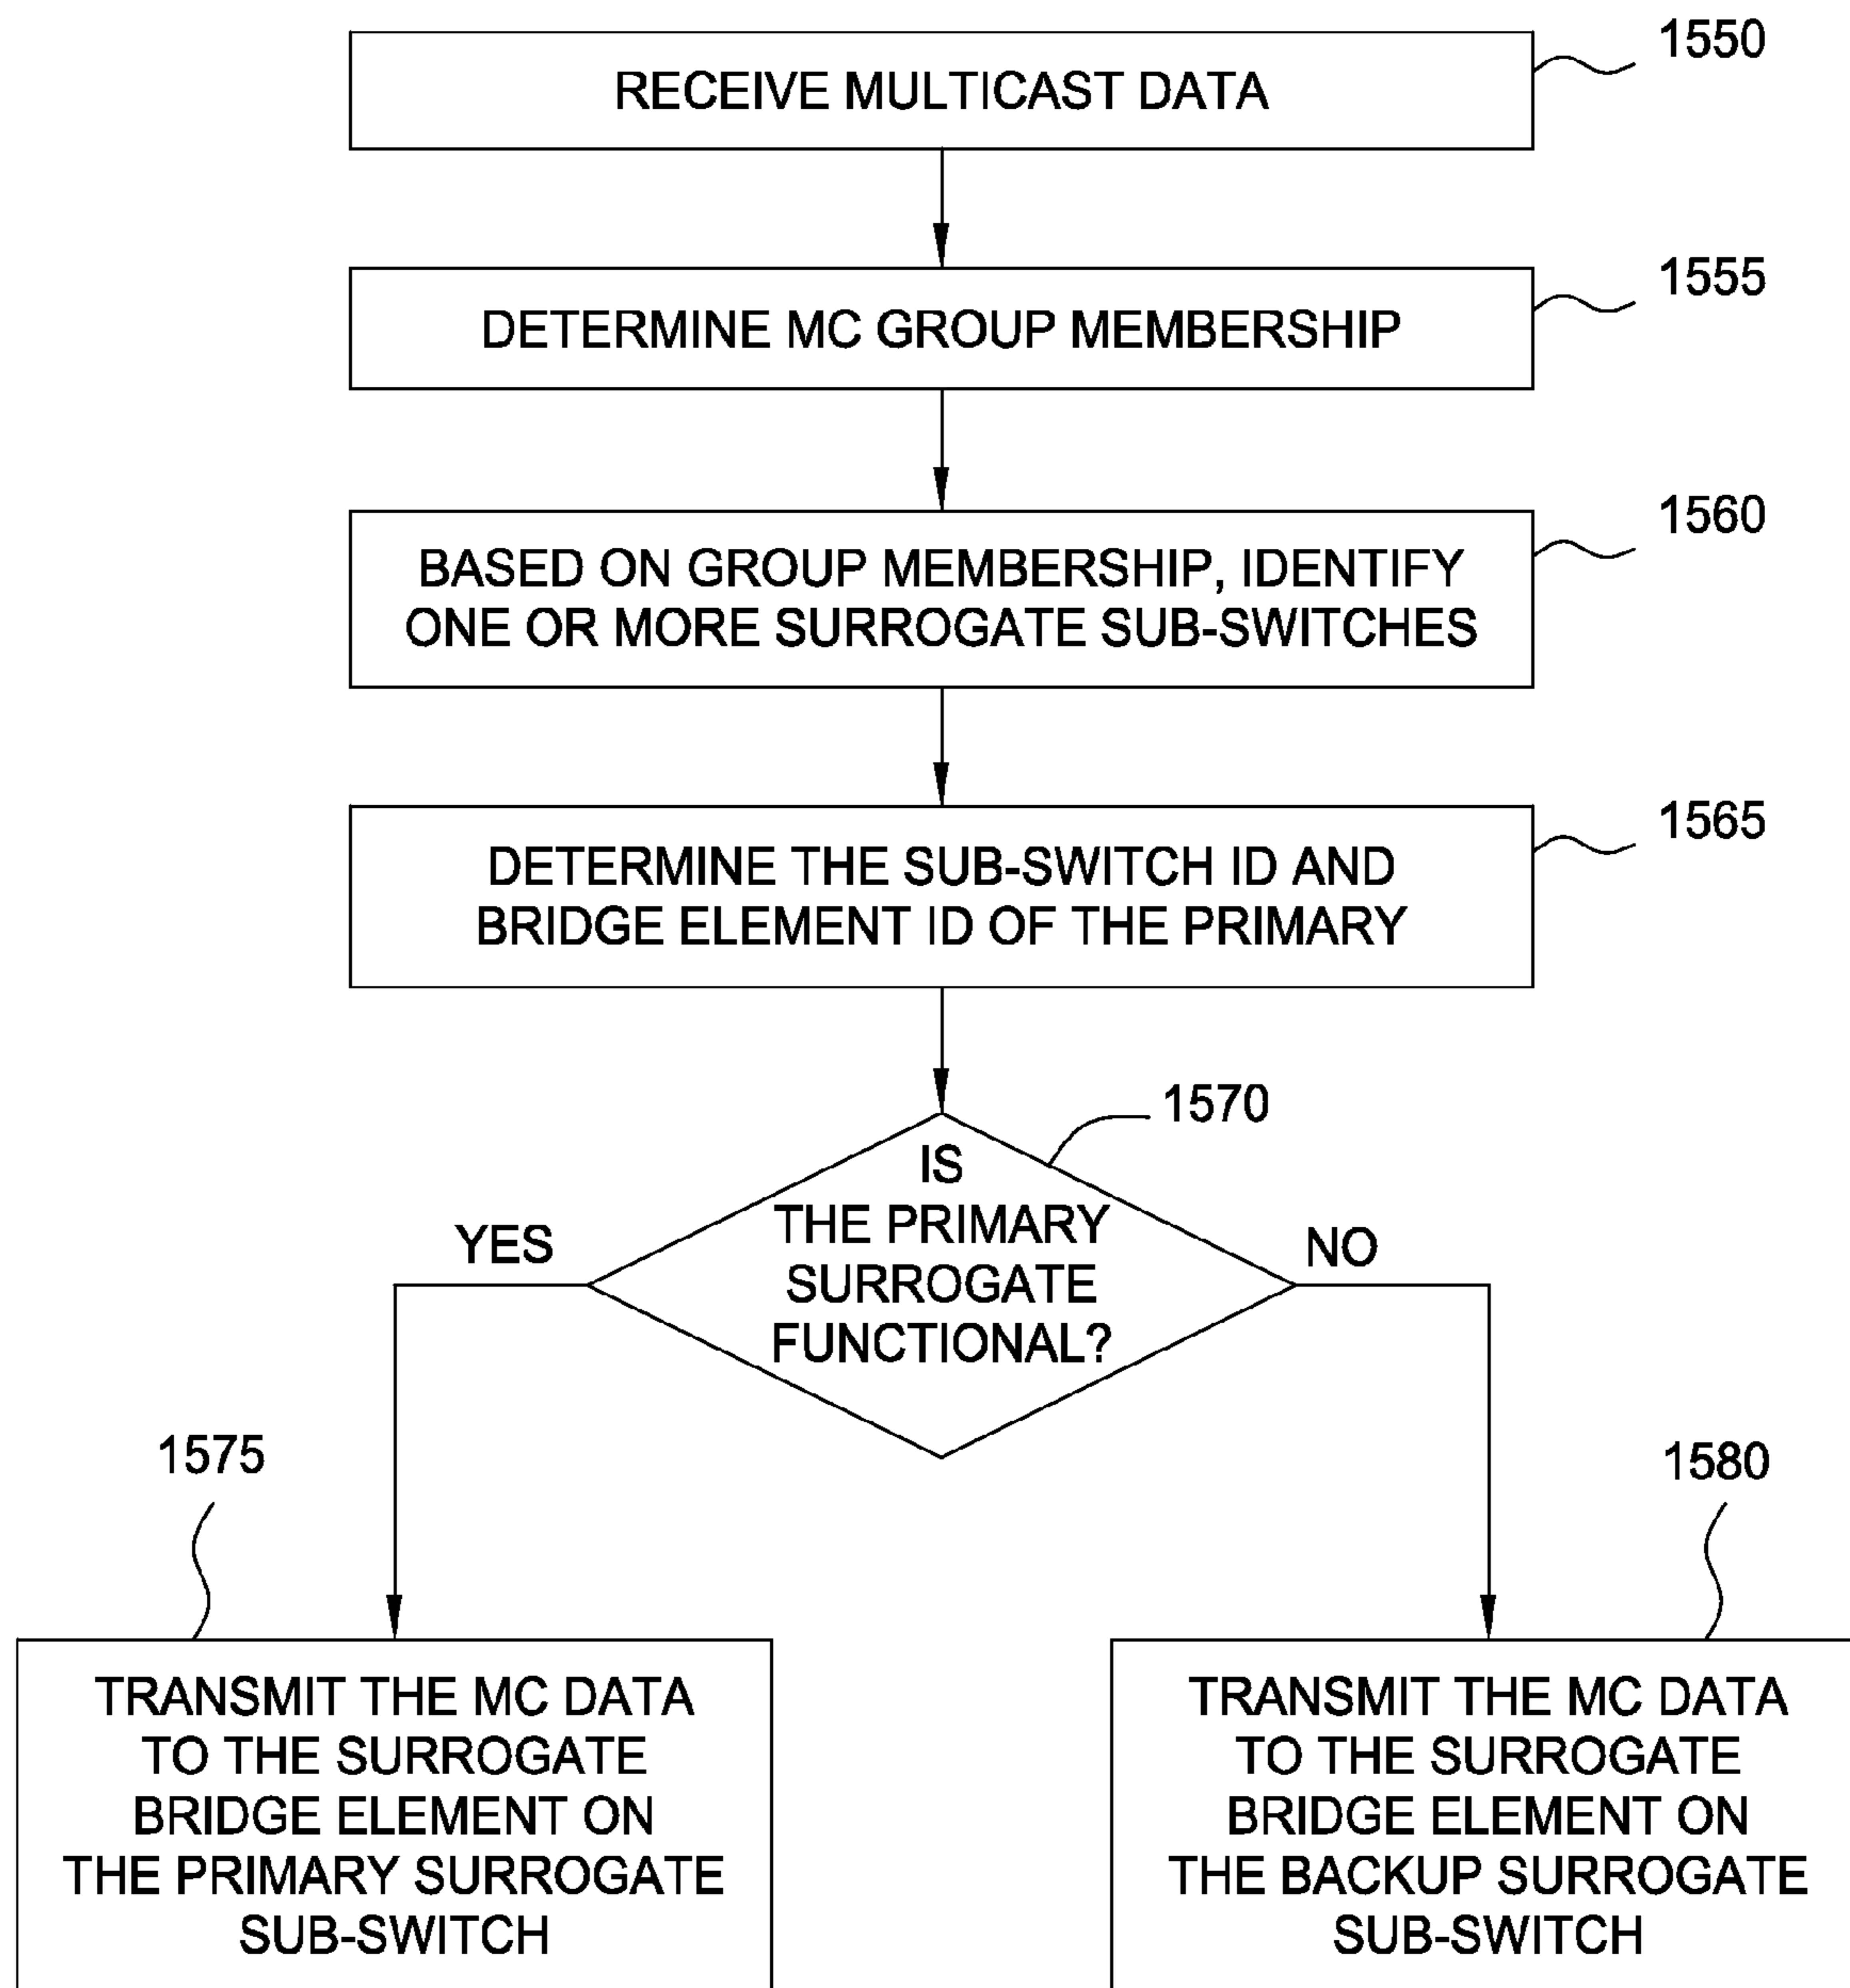 1550
RECEIVE MULTICAST DATA
1555
DETERMINE MC GROUP MEMBERSHIP
1560
BASED ON GROUP MEMBERSHIP, IDENTIFY
ONE OR MORE SURROGATE SUB-SWITCHES
1565
DETERMINE THE SUB-SWITCH ID AND
BRIDGE ELEMENT ID OF THE PRIMARY
1570
IS
THE PRIMARY
SURROGATE
FUNCTIONAL?
YES
NO
1575
TRANSMIT THE MC DATA
TO THE SURROGATE
BRIDGE ELEMENT ON
THE PRIMARY SURROGATE
SUB-SWITCH
1580
TRANSMIT THE MC DATA
TO THE SURROGATE
BRIDGE ELEMENT ON
THE BACKUP SURROGATE
SUB-SWITCH